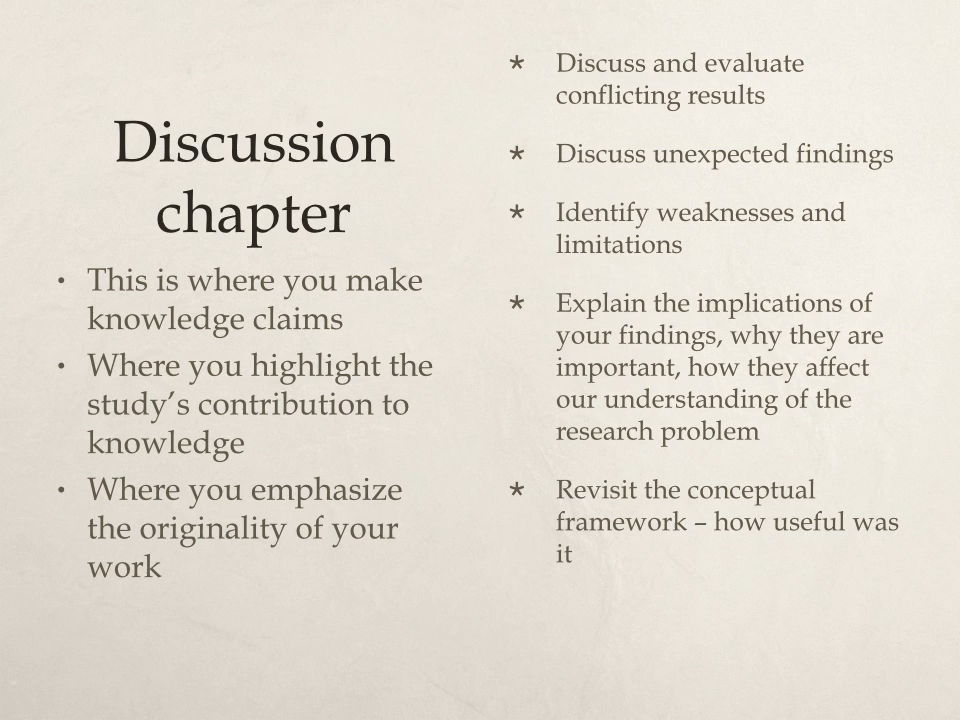 Discussion
chapter
• This is where you make
knowledge claims
• Where you highlight the
study’s contribution to
knowledge
• Where you emphasize
the originality of your
work
* Discuss and evaluate
conflicting results
* Discuss unexpected findings
* Identify weaknesses and
limitations
* Explain the implications of
your findings, why they are
important, how they affect
our understanding of the
research problem
* Revisit the conceptual
framework – how useful was
it